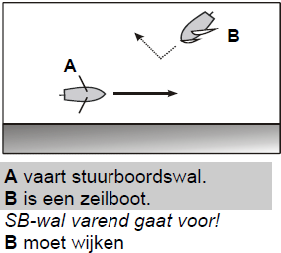 B
A
A vaart stuurboordswal.
B is een zeilboot.
SB-wal varend gaat voor!
B moet wijken